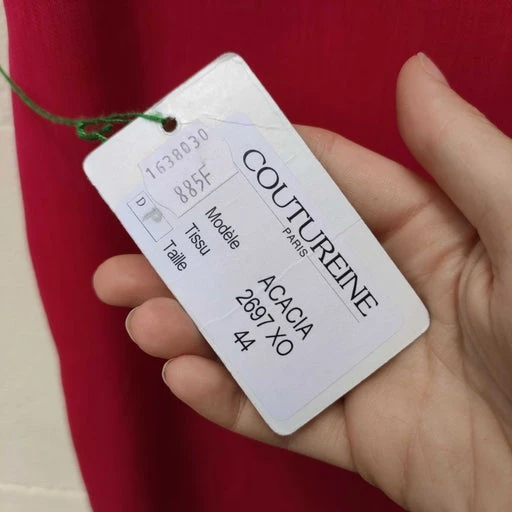 1638030
885F
D
P
COUTUREINE
PARIS
Modèle ACACIA
Tissu 2697 XO
Taille 44